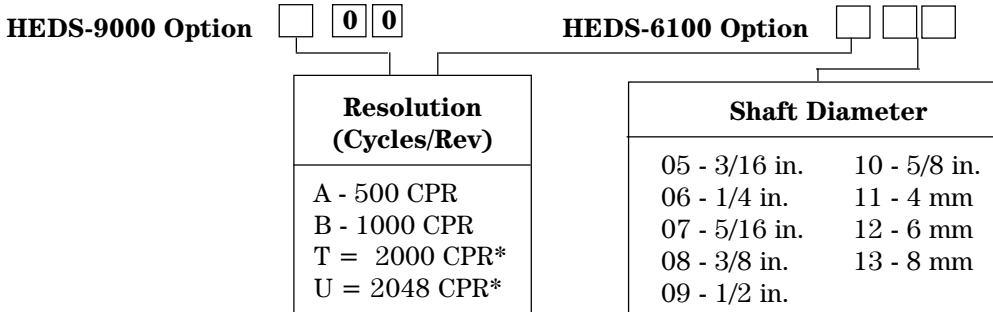 HEDS-9000 Option 0 0 HEDS-6100 Option
Resolution
(Cycles/Rev)
A - 500 CPR
B - 1000 CPR
T = 2000 CPR*
U = 2048 CPR*
Shaft Diameter
05 - 3/16 in. 10 - 5/8 in.
06 - 1/4 in. 11 - 4 mm
07 - 5/16 in. 12 - 6 mm
08 - 3/8 in. 13 - 8 mm
09 - 1/2 in.